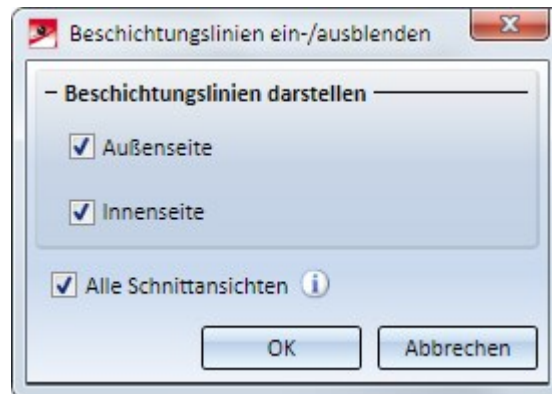 Beschichtungslinien ein-/ausblenden
Beschichtungslinien darstellen
Außenseite
Innenseite
Alle Schnittansichten
OK Abbrechen